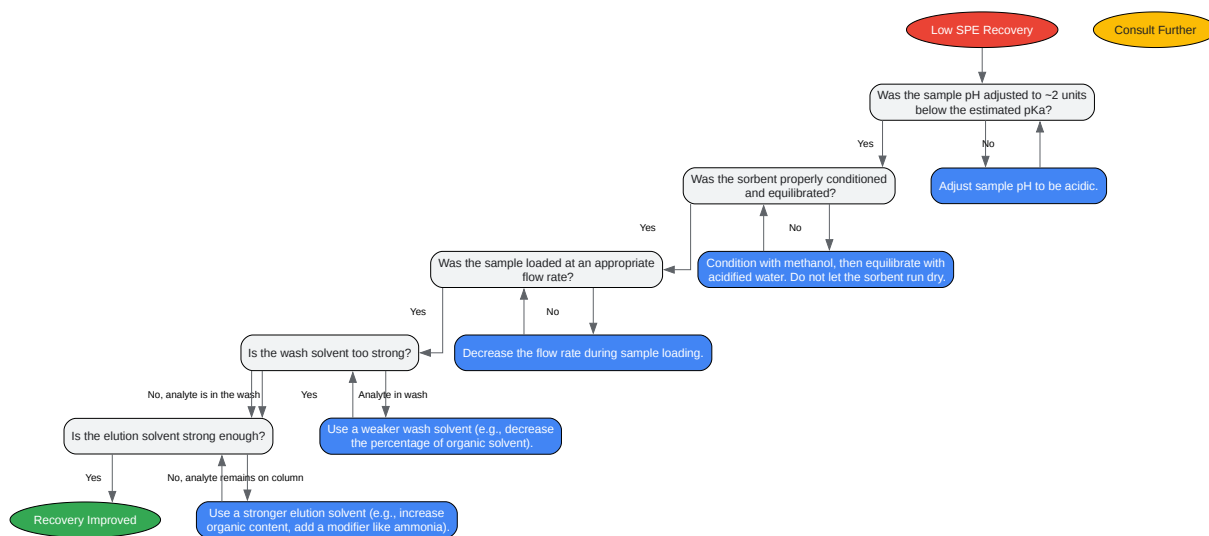 Low SPE Recovery
Consult Further
Was the sample pH adjusted to ~2 units
below the estimated pKa?
Yes
No
Was the sorbent properly conditioned
and equilibrated?
Adjust sample pH to be acidic.
Yes
No
Was the sample loaded at an appropriate
flow rate?
Condition with methanol, then equilibrate with
acidified water. Do not let the sorbent run dry.
Yes
No
Is the wash solvent too strong?
Decrease the flow rate during sample loading.
No, analyte is in the wash
Yes
Analyte in wash
Is the elution solvent strong enough?
Use a weaker wash solvent (e.g., decrease
the percentage of organic solvent).
Yes
No, analyte remains on column
Recovery Improved
Use a stronger elution solvent (e.g., increase
organic content, add a modifier like ammonia).